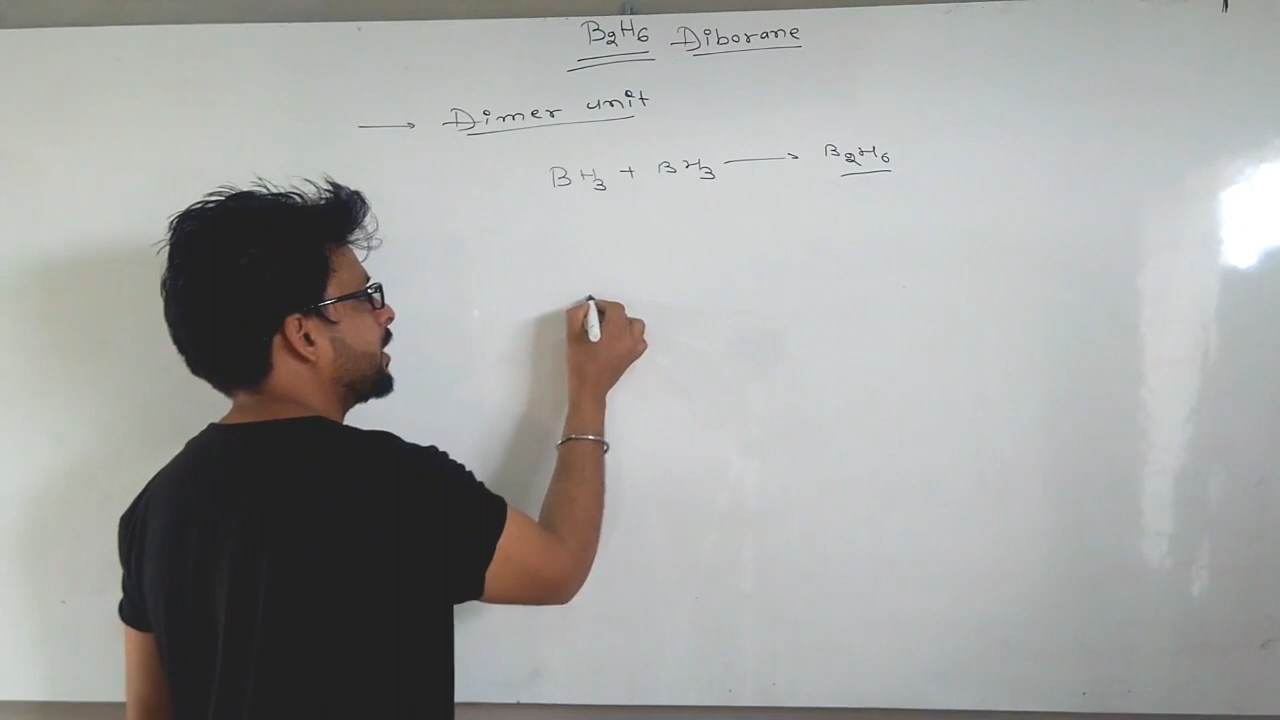 B₂H₆ Diborane
→ Dimer unit
BH₃ + BH₃ → B₂H₆